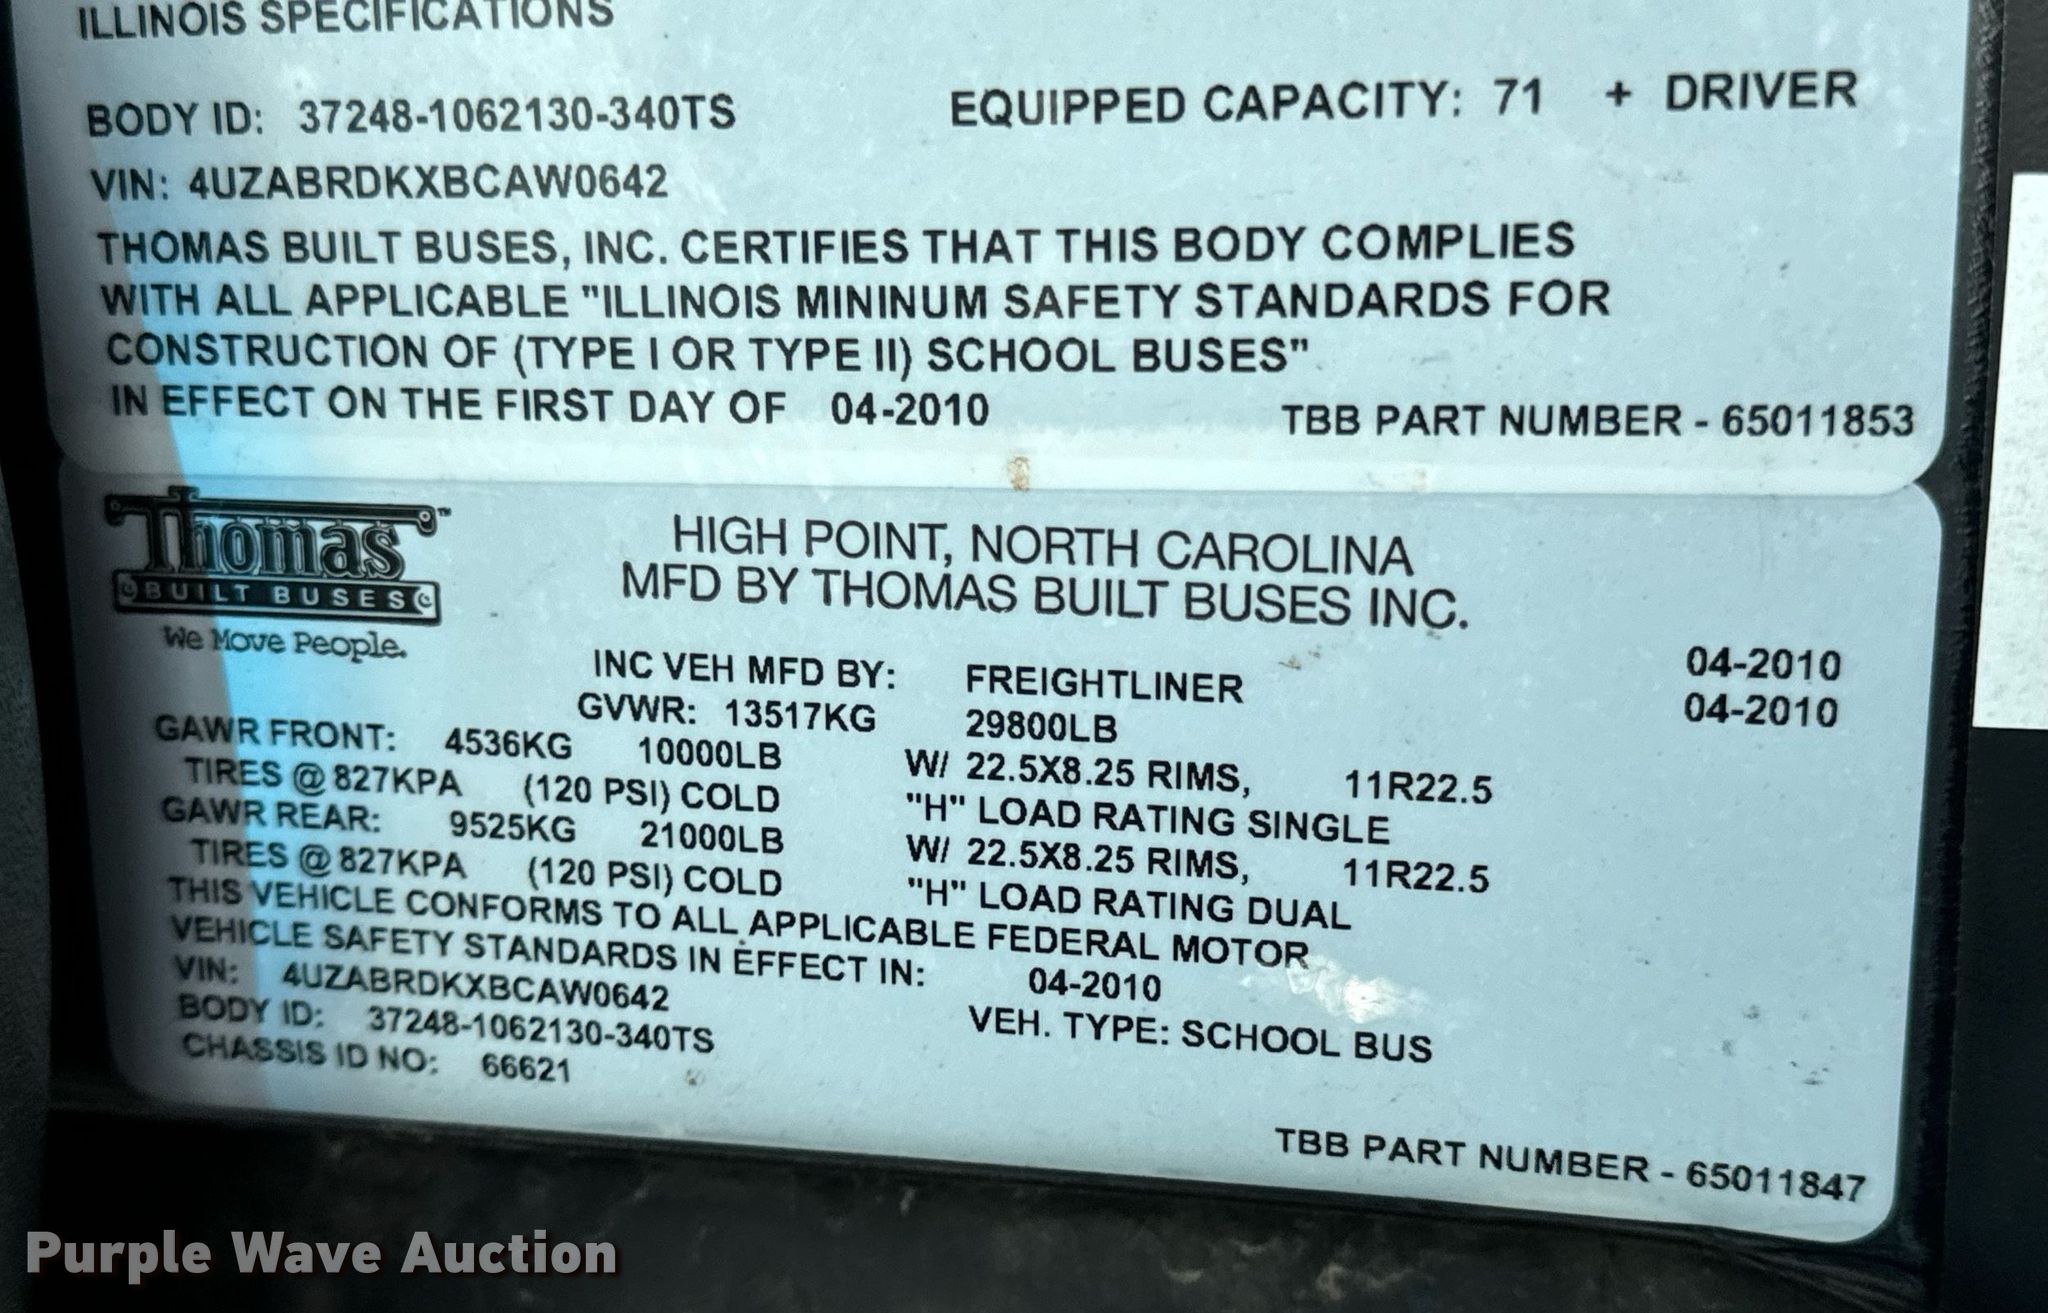 ILLINOIS SPECIFICATIONS
BODY ID: 37248-1062130-340TS EQUIPPED CAPACITY: 71 + DRIVER
VIN: 4UZABRDKXBCAW0642
THOMAS BUILT BUSES, INC. CERTIFIES THAT THIS BODY COMPLIES
WITH ALL APPLICABLE "ILLINOIS MININUM SAFETY STANDARDS FOR
CONSTRUCTION OF (TYPE I OR TYPE II) SCHOOL BUSES"
IN EFFECT ON THE FIRST DAY OF 04-2010
TBB PART NUMBER - 65011853
Thomas™
BUILT BUSES
We Move People.
HIGH POINT, NORTH CAROLINA
MFD BY THOMAS BUILT BUSES INC.
04-2010
INC VEH MFD BY: FREIGHTLINER 04-2010
GVWR: 13517KG 29800LB
GAWR FRONT: 4536KG 10000LB W/ 22.5X8.25 RIMS, 11R22.5
TIRES @ 827KPA (120 PSI) COLD "H" LOAD RATING SINGLE
GAWR REAR: 9525KG 21000LB W/ 22.5X8.25 RIMS, 11R22.5
TIRES @ 827KPA (120 PSI) COLD "H" LOAD RATING DUAL
THIS VEHICLE CONFORMS TO ALL APPLICABLE FEDERAL MOTOR
VEHICLE SAFETY STANDARDS IN EFFECT IN: 04-2010
VIN: 4UZABRDKXBCAW0642
BODY ID: 37248-1062130-340TS VEH. TYPE: SCHOOL BUS
CHASSIS ID NO: 66621
TBB PART NUMBER - 65011847
Purple Wave Auction